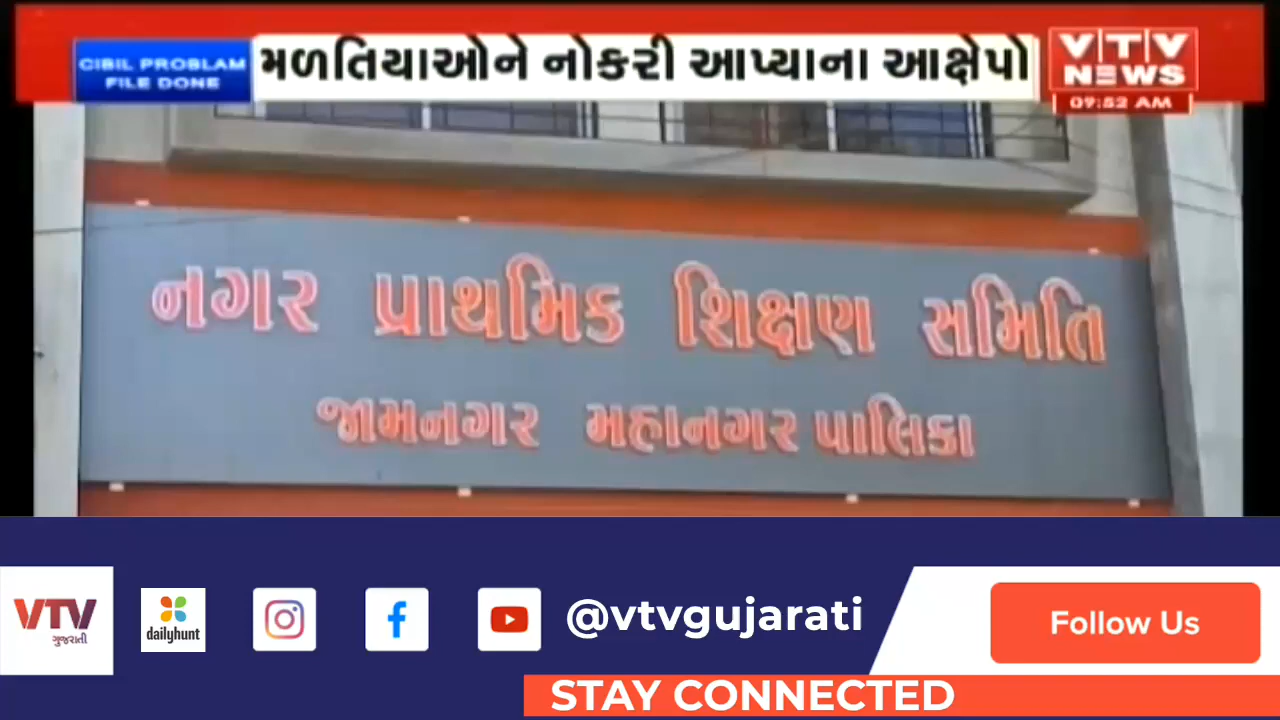 CIBIL PROBLAM
FILE DONE
મળતિયાઓને નોકરી આપ્યાના આક્ષેપો
VTV
NEWS
09:52 AM
નગર પ્રાથમિક શિક્ષણ સમિતિ
જામનગર મહાનગર પાલિકા
VTV
ગુજરાતી
dailyhunt
@vtvgujarati
Follow Us
STAY CONNECTED